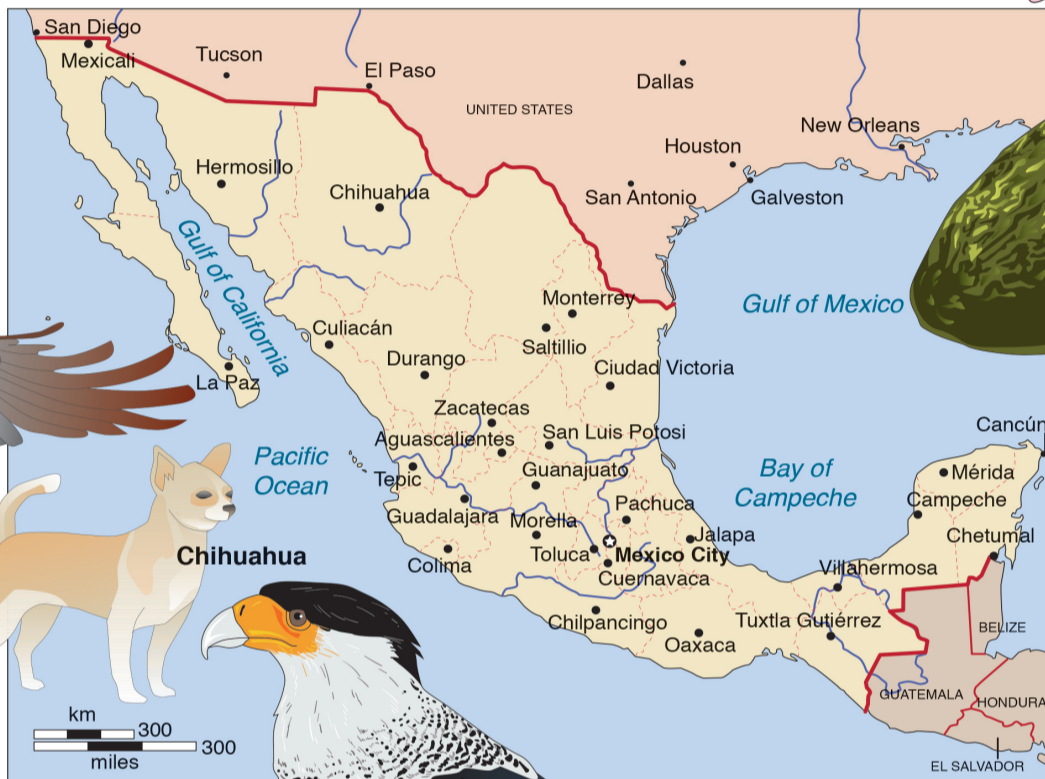 San Diego
Mexicali
Tucson
El Paso
UNITED STATES
Dallas
New Orleans
Houston
San Antonio
Galveston
Hermosillo
Chihuahua
Gulf of California
Monterrey
Gulf of Mexico
Culiacán
Saltillio
Durango
Ciudad Victoria
La Paz
Zacatecas
Aguascalientes
San Luis Potosi
Cancún
Pacific
Ocean
Tepic
Guanajuato
Bay of
Campeche
Mérida
Campeche
Guadalajara
Morella
Pachuca
Jalapa
Chetumal
Chihuahua
Colima
Toluca
Mexico City
Cuernavaca
Villahermosa
Chilpancingo
Oaxaca
Tuxtla Gutiérrez
BELIZE
GUATEMALA
HONDURA
EL SALVADOR
km
300
300
miles